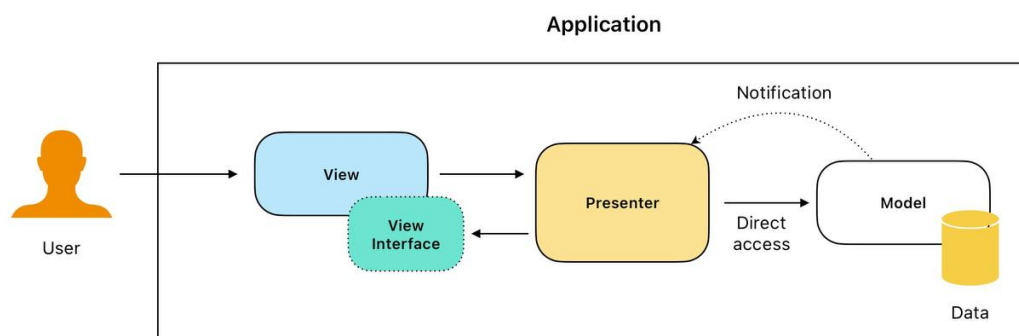 Application
Notification
View
View
Interface
Presenter
Model
Direct
access
User
Data